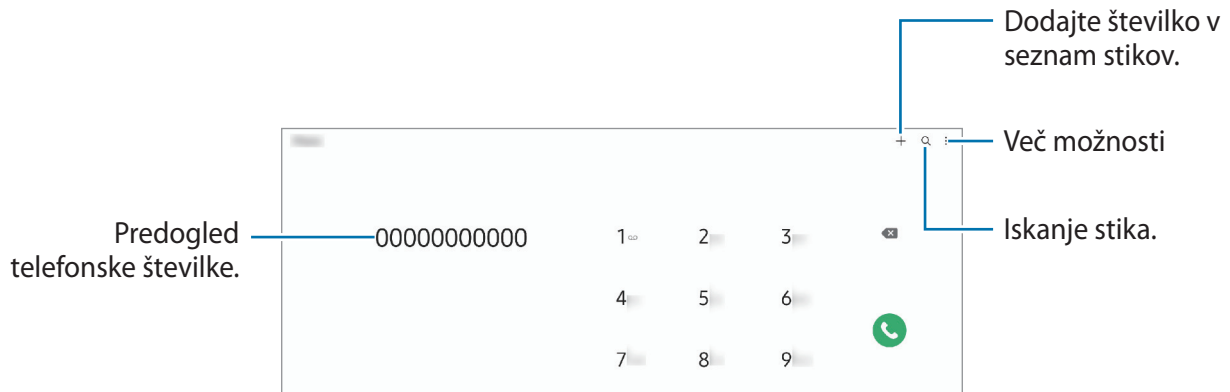 Dodajte številko v
seznam stikov.
Več možnosti
Iskanje stika.
Predogled
telefonske številke.
00000000000
1 2 3
4 5 6
7 8 9